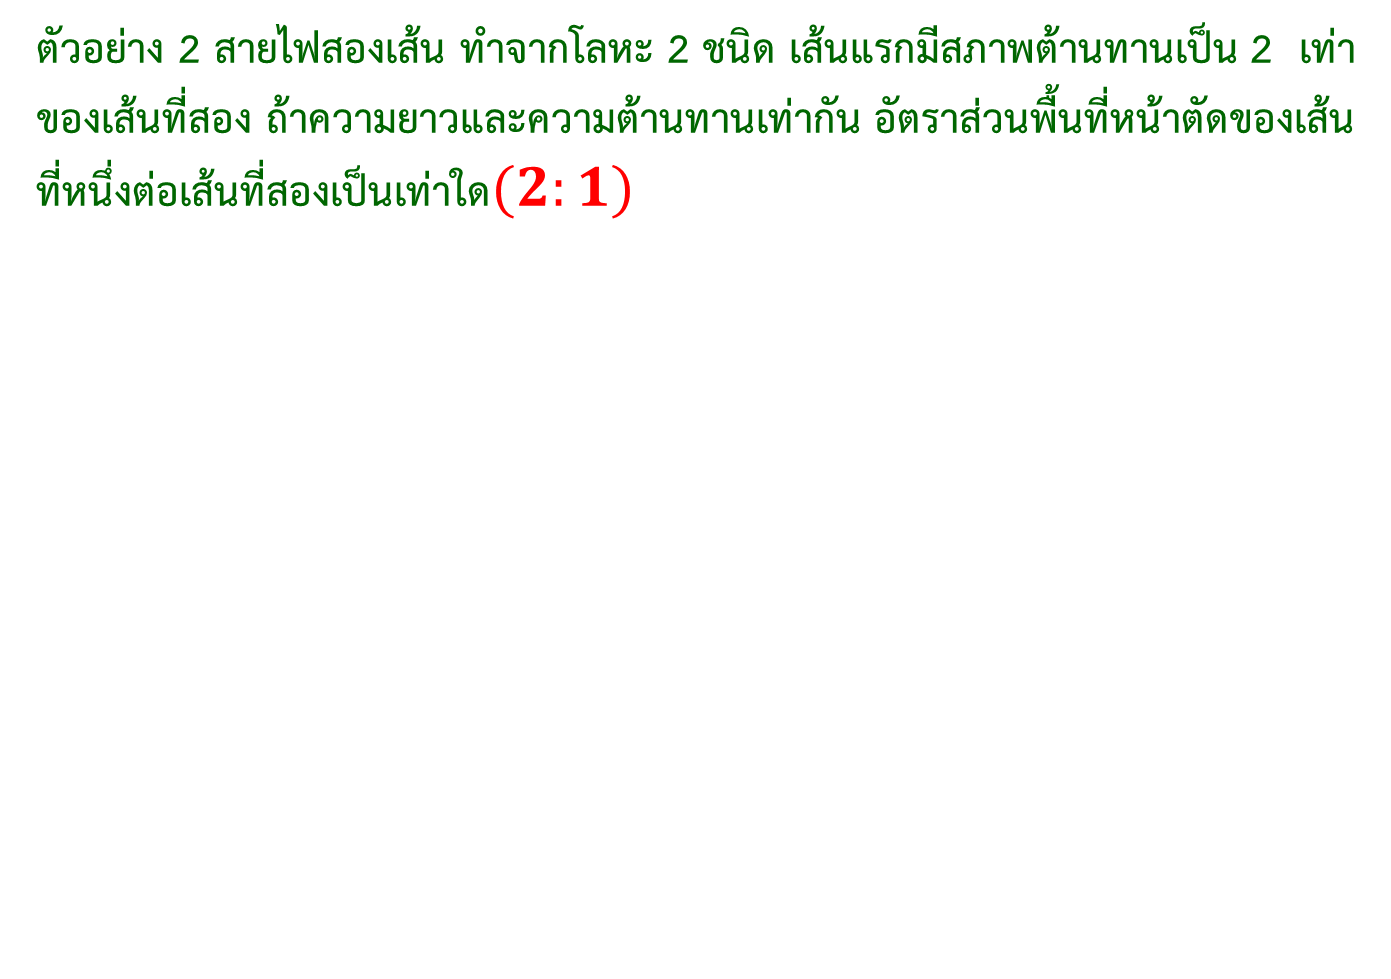 ตัวอย่าง 2 สายไฟสองเส้น ทำจากโลหะ 2 ชนิด เส้นแรกมีสภาพต้านทานเป็น 2 เท่า
ของเส้นที่สอง ถ้าความยาวและความต้านทานเท่ากัน อัตราส่วนพื้นที่หน้าตัดของเส้น
ที่หนึ่งต่อเส้นที่สองเป็นเท่าใด(2: 1)